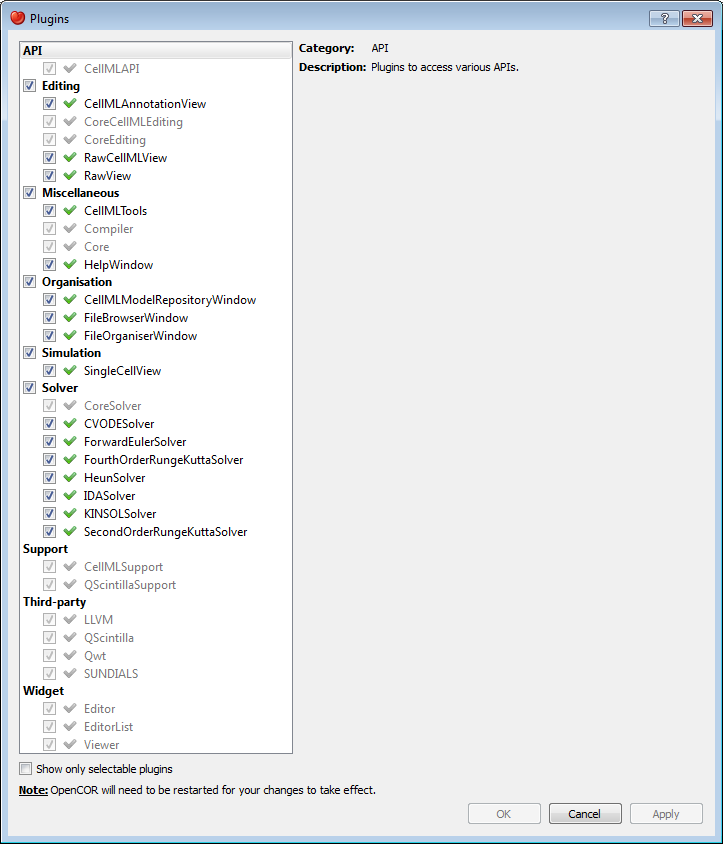 Plugins
API
CellMLAPI
Editing
CellMLAnnotationView
CoreCellMLEditing
CoreEditing
RawCellMLView
RawView
Miscellaneous
CellMLTools
Compiler
Core
HelpWindow
Organisation
CellMLModelRepositoryWindow
FileBrowserWindow
FileOrganiserWindow
Simulation
SingleCellView
Solver
CoreSolver
CVODESolver
ForwardEulerSolver
FourthOrderRungeKuttaSolver
HeunSolver
IDASolver
KINSOLSolver
SecondOrderRungeKuttaSolver
Support
CellMLSupport
QScintillaSupport
Third-party
LLVM
QScintilla
Qwt
SUNDIALS
Widget
Editor
EditorList
Viewer
Category: API
Description: Plugins to access various APIs.
Show only selectable plugins
Note: OpenCOR will need to be restarted for your changes to take effect.
OK Cancel Apply